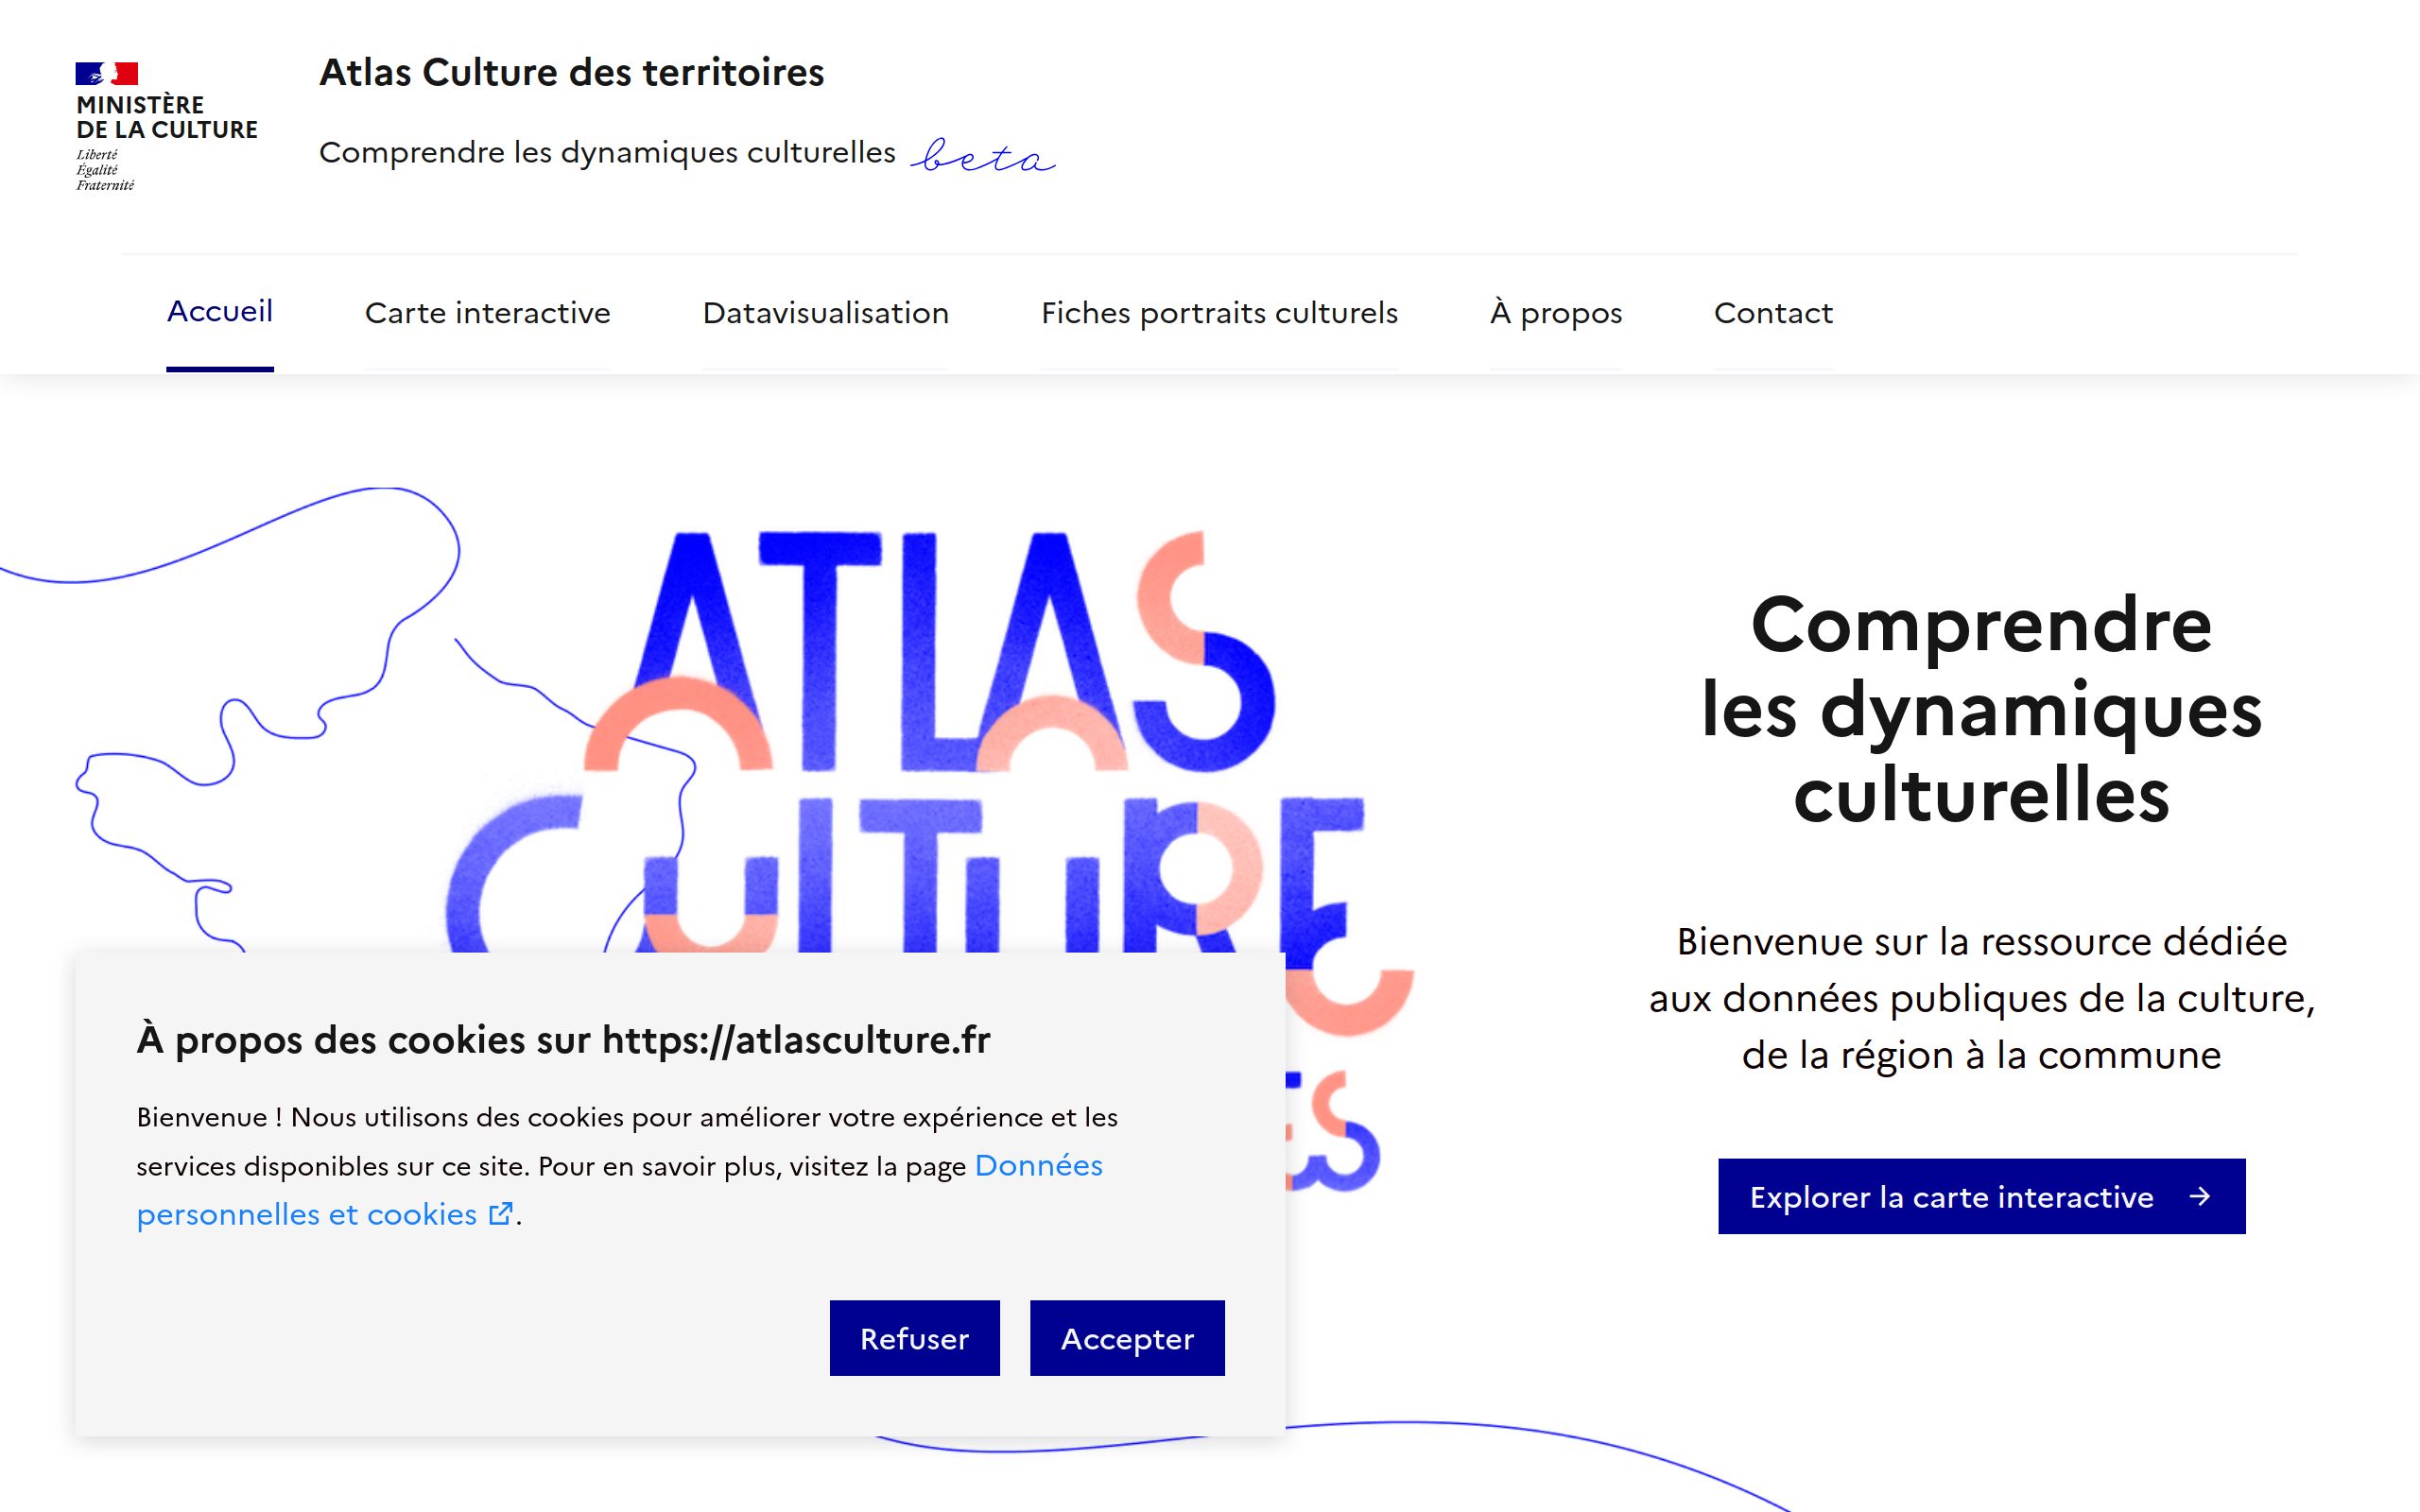 MINISTÈRE
DE LA CULTURE
Liberté
Égalité
Fraternité
Atlas Culture des territoires
Comprendre les dynamiques culturelles beta
Accueil Carte interactive Datavisualisation Fiches portraits culturels À propos Contact
ATLAS
CULTURE
ES
Comprendre
les dynamiques
culturelles
Bienvenue sur la ressource dédiée
aux données publiques de la culture,
de la région à la commune
Explorer la carte interactive
À propos des cookies sur https://atlasculture.fr
Bienvenue ! Nous utilisons des cookies pour améliorer votre expérience et les
services disponibles sur ce site. Pour en savoir plus, visitez la page Données
personnelles et cookies .
Refuser Accepter